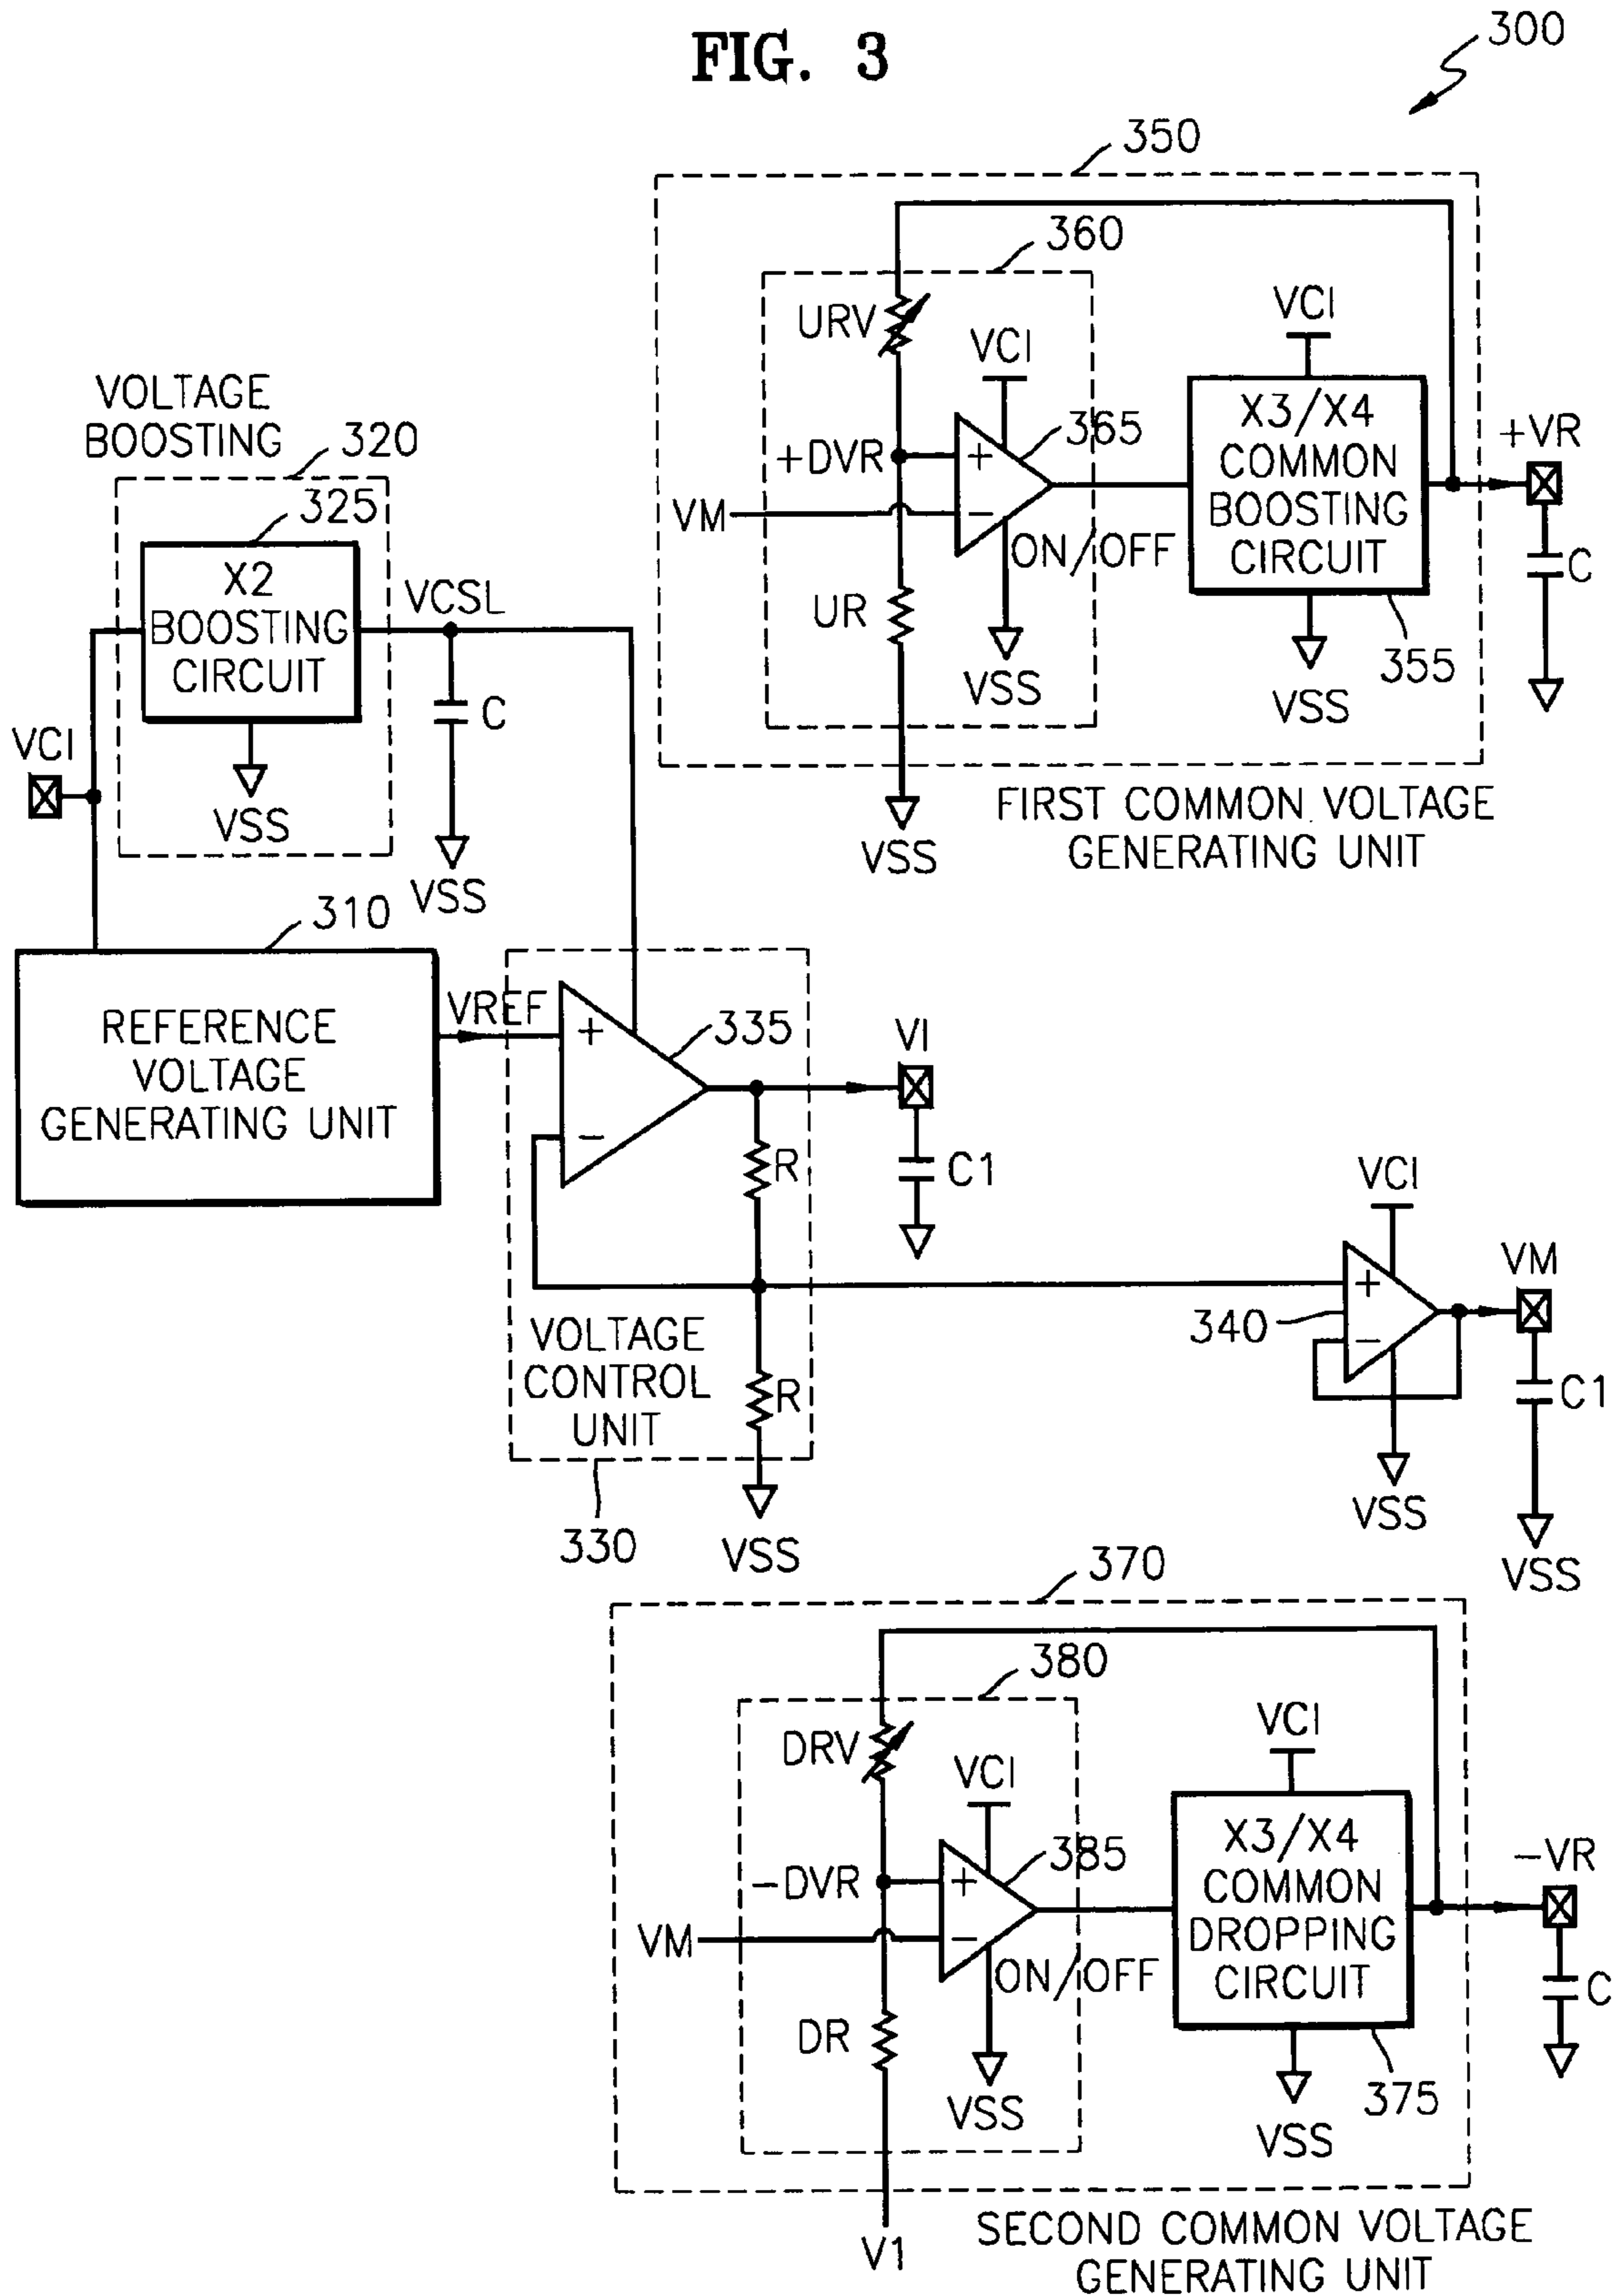 FIG. 3
300
350
360
URV
VCI
VCI
365
X3/X4
COMMON
BOOSTING
CIRCUIT
+VR
+DVR
+
VM
−
ON/OFF
C
UR
355
VSS
VSS
VSS
FIRST COMMON VOLTAGE
GENERATING UNIT
VOLTAGE
BOOSTING
320
325
X2
BOOSTING
CIRCUIT
VCSL
C
VCI
VSS
VSS
310
REFERENCE
VOLTAGE
GENERATING UNIT
VREF
+
335
VI
−
R
C1
VCI
VM
+
340
−
C1
VOLTAGE
CONTROL
UNIT
R
330
VSS
VSS
VSS
370
380
DRV
VCI
VCI
385
X3/X4
COMMON
DROPPING
CIRCUIT
−VR
−DVR
+
VM
−
ON/OFF
C
DR
375
VSS
VSS
V1
SECOND COMMON VOLTAGE
GENERATING UNIT